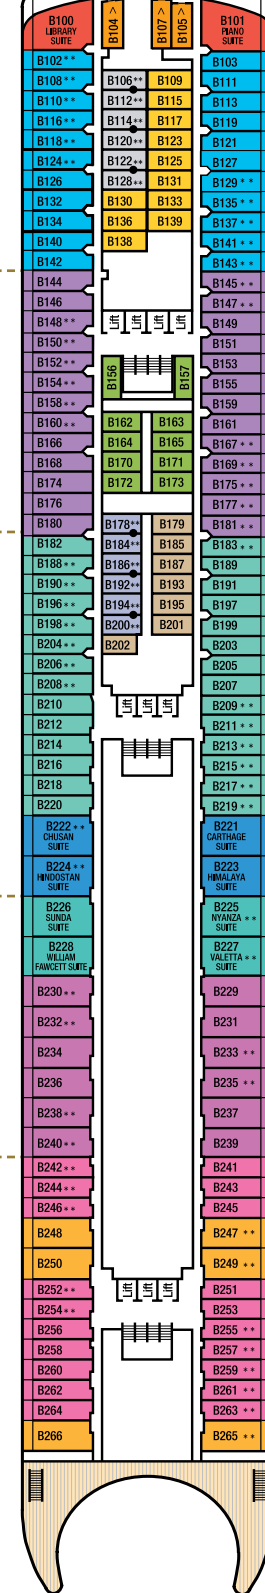 B100
LIBRARY
SUITE
B104 >
B107 >
B105 >
B101
PIANO
SUITE
B102 **
B108 **
B110 **
B116 **
B118 **
B124 **
B126
B132
B134
B140
B142
B144
B146
B148 **
B150 **
B152 **
B154 **
B158 **
B160 **
B166
B168
B174
B176
B180
B182
B188 **
B190 **
B196 **
B198 **
B204 **
B206 **
B208 **
B210
B212
B214
B216
B218
B220
B222 **
CHUSAN
SUITE
B224 **
HINDOSTAN
SUITE
B226
SUNDA
SUITE
B228
WILLIAM
FAWCETT SUITE
B230 **
B232 **
B234
B236
B238 **
B240 **
B242 **
B244 **
B246 **
B248
B250
B252 **
B254 **
B256
B258
B260
B262
B264
B266
B106 **
B112 **
B114 **
B120 **
B122 **
B128 **
B130
B136
B138
B109
B115
B117
B123
B125
B131
B133
B139
Lift
Lift
Lift
Lift
B156
B157
B162
B164
B170
B172
B163
B165
B171
B173
B178 **
B184 **
B186 **
B192 **
B194 **
B200 **
B202
B179
B185
B187
B193
B195
B201
Lift
Lift
Lift
Lift
Lift
Lift
B103
B111
B113
B119
B121
B127
B129 **
B135 **
B137 **
B141 **
B143 **
B145 **
B147 **
B149
B151
B153
B155
B159
B161
B167 **
B169 **
B175 **
B177 **
B181 **
B183 **
B189
B191
B197
B199
B203
B205
B207
B209 **
B211 **
B213 **
B215 **
B217 **
B219 **
B221
CARTHAGE
SUITE
B223
HIMALAYA
SUITE
B225
NYANZA **
SUITE
B227
VALETTA **
SUITE
B229
B231
B233 **
B235 **
B237
B239
B241
B243
B245
B247 **
B249 **
B251
B253
B255 **
B257 **
B259 **
B261 **
B263 **
B265 **